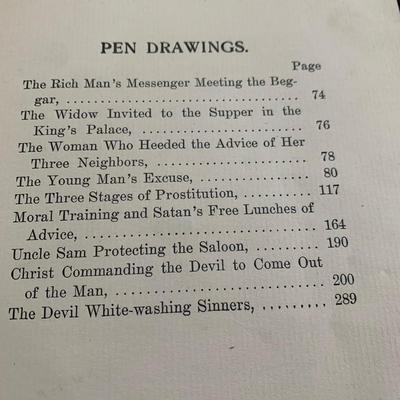 PEN DRAWINGS.
Page
The Rich Man's Messenger Meeting the Beg-
gar, .................................... 74
The Widow Invited to the Supper in the
King's Palace, ......................... 76
The Woman Who Heeded the Advice of Her
Three Neighbors, ....................... 78
The Young Man's Excuse, ................ 80
The Three Stages of Prostitution, .......... 117
Moral Training and Satan's Free Lunches of
Advice, ................................ 164
Uncle Sam Protecting the Saloon, ......... 190
Christ Commanding the Devil to Come Out
of the Man, ............................ 200
The Devil White-washing Sinners, ......... 289